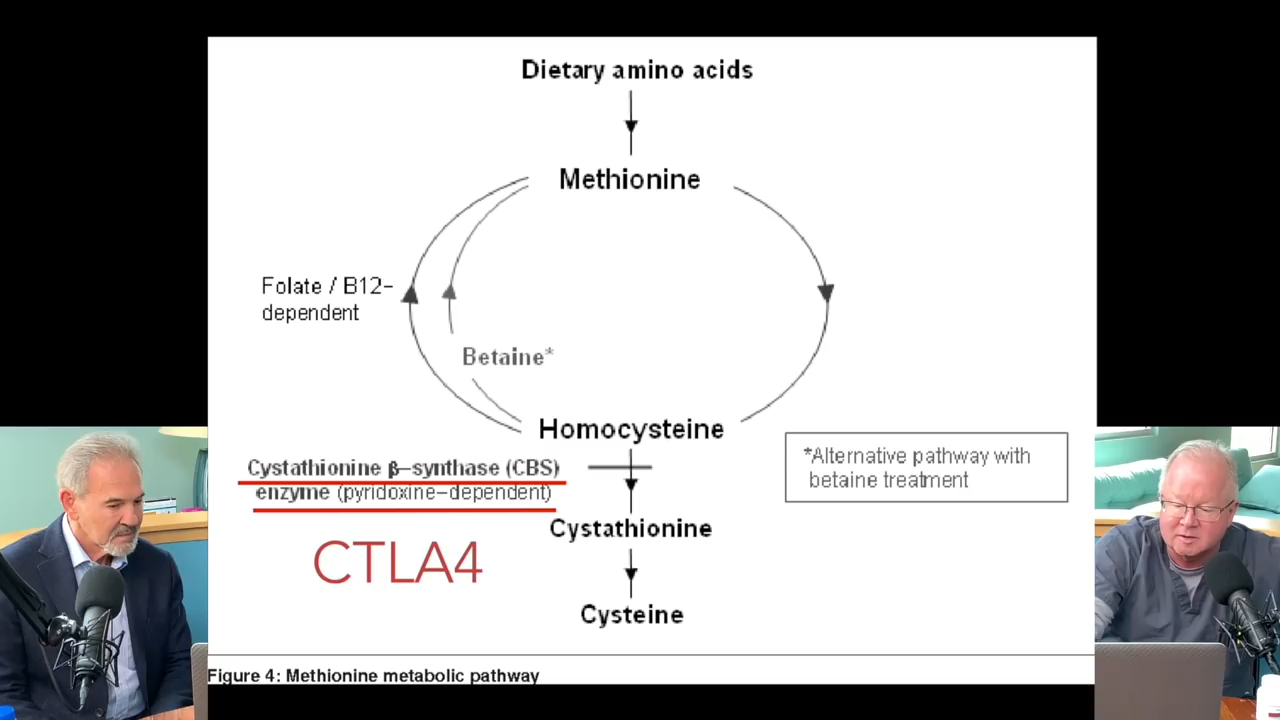 Dietary amino acids
Methionine
Folate / B12-
dependent
Betaine*
Homocysteine
Cystathionine β-synthase (CBS)
enzyme (pyridoxine-dependent)
*Alternative pathway with
betaine treatment
Cystathionine
CTLA4
Cysteine
Figure 4: Methionine metabolic pathway